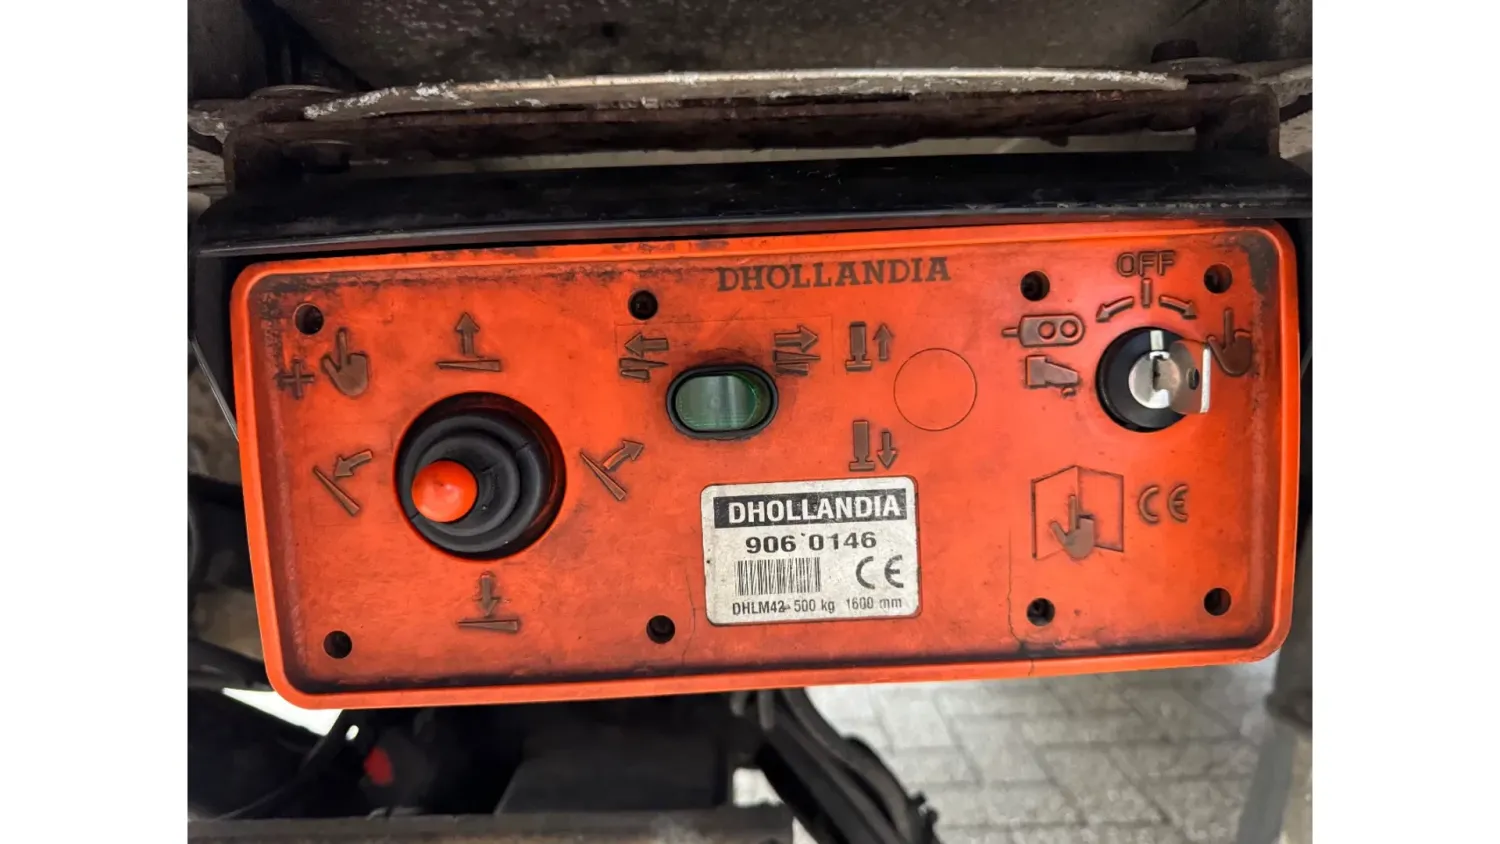 DHOLLANDIA
OFF
I
+
DHOLLANDIA
906 0146
CE
DHLM42 500 kg 1600 mm
CE